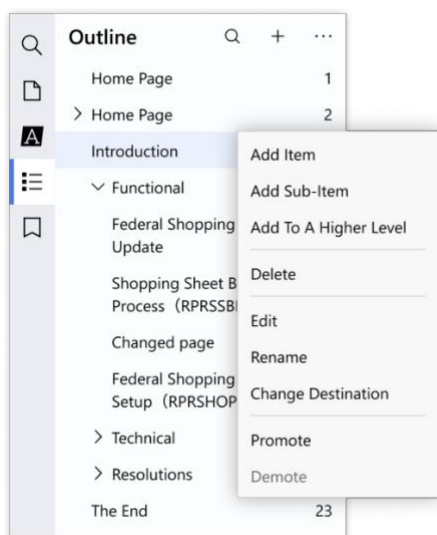 Outline
Home Page 1
Home Page 2
Introduction
Functional
Federal Shopping
Update
Shopping Sheet B
Process（RPRSSB
Changed page
Federal Shopping
Setup（RPRSHOP
Technical
Resolutions
The End 23
A
Add Item
Add Sub-Item
Add To A Higher Level
Delete
Edit
Rename
Change Destination
Promote
Demote